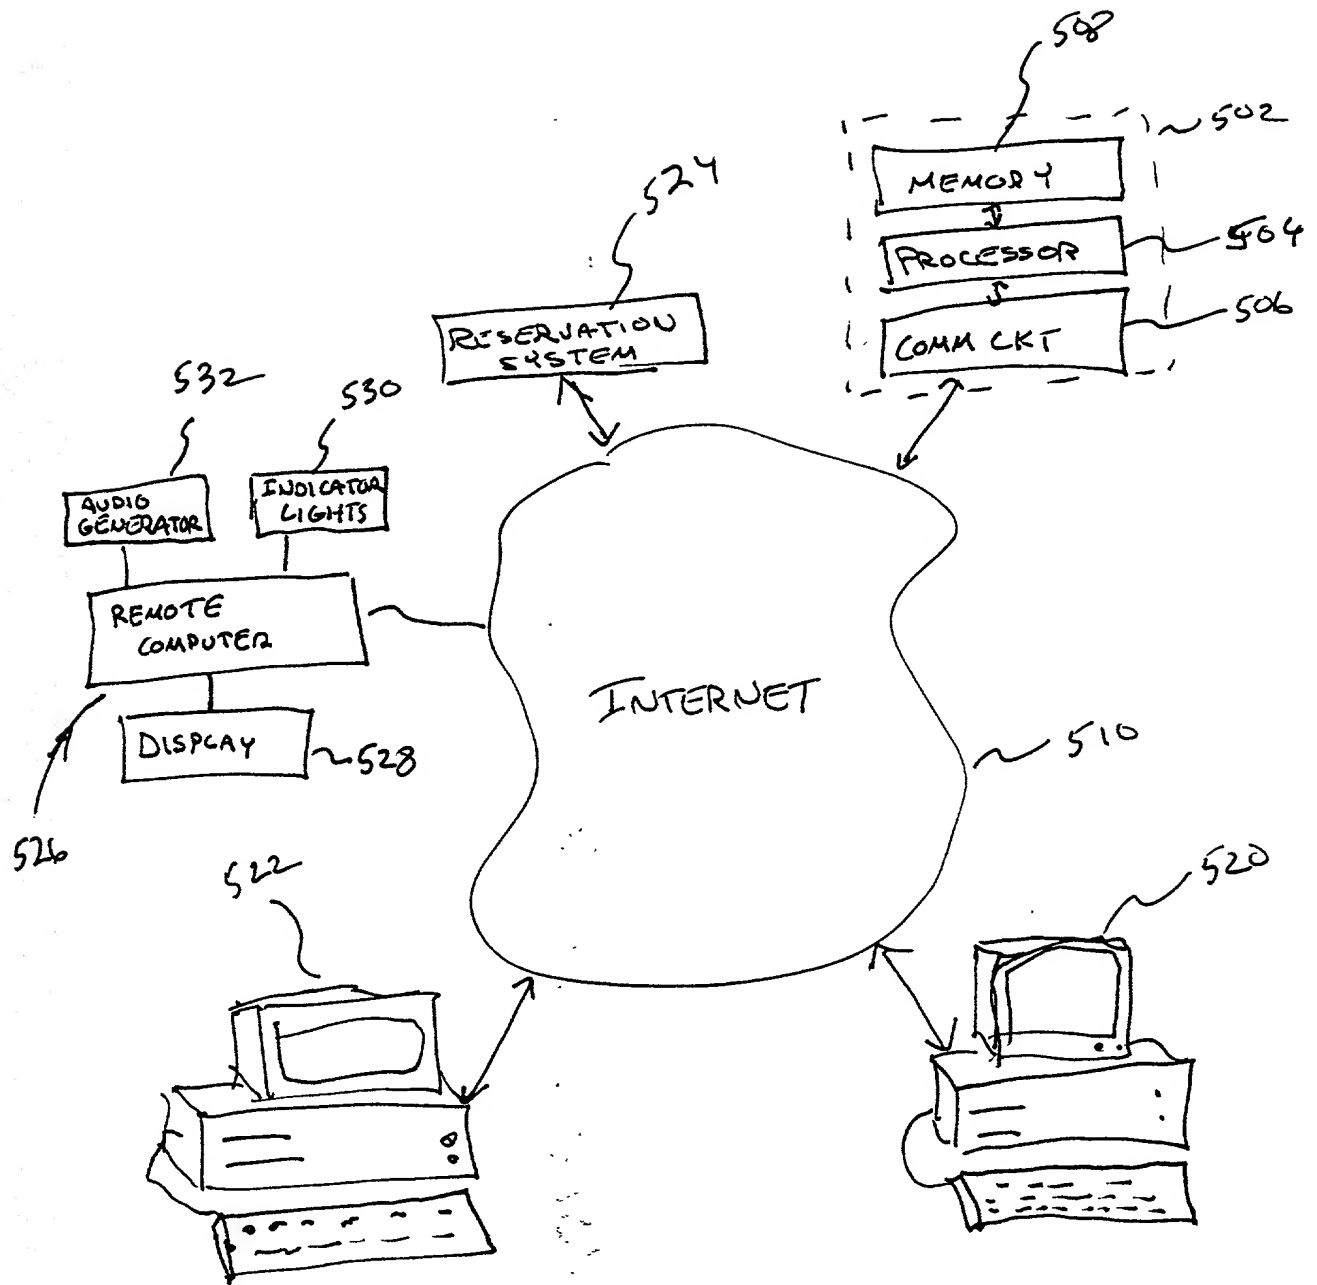 508
502
MEMORY
524
504
PROCESSOR
506
COMM CKT
RESERVATION
SYSTEM
532
530
AUDIO
GENERATOR
INDICATOR
LIGHTS
REMOTE
COMPUTER
INTERNET
DISPLAY
528
510
526
522
520